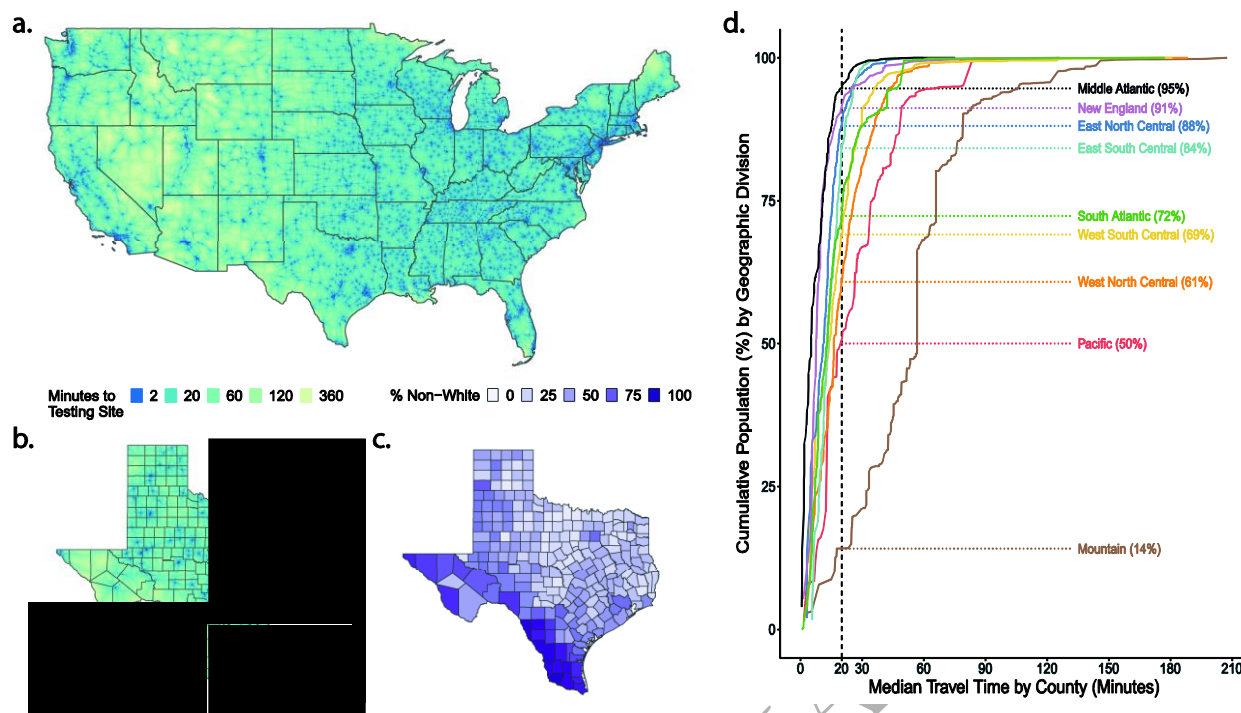 a.
Minutes to
Testing Site
2 20 60 120 360
% Non-White 0 25 50 75 100
b.
c.
d.
Cumulative Population (%) by Geographic Division
100
75
50
25
0
Middle Atlantic (95%)
New England (91%)
East North Central (88%)
East South Central (84%)
South Atlantic (72%)
West South Central (69%)
West North Central (61%)
Pacific (50%)
Mountain (14%)
0 20 30 60 90 120 150 180 210
Median Travel Time by County (Minutes)